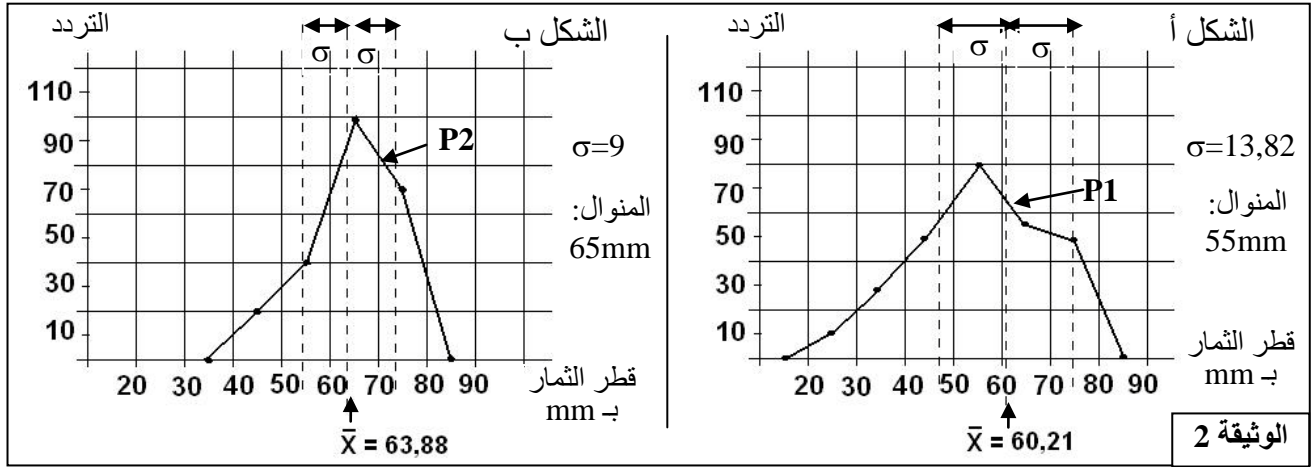 الشكل أ
التردد
σ σ
110
90
70
50
30
10
P1
σ=13,82
المنوال:
55mm
20 30 40 50 60 70 80 90
قطر الثمار
بـ mm
X̄ = 60,21
الشكل ب
التردد
σ σ
110
90
70
50
30
10
P2
σ=9
المنوال:
65mm
20 30 40 50 60 70 80 90
قطر الثمار
بـ mm
X̄ = 63,88
الوثيقة 2